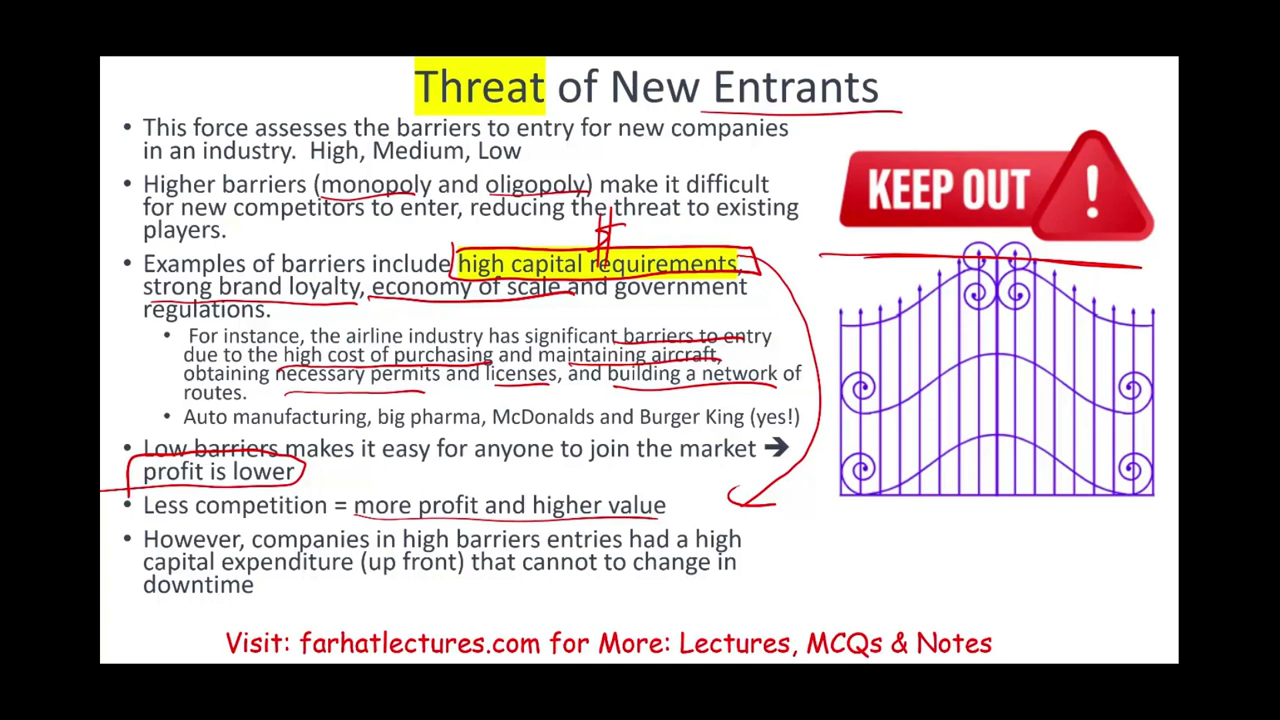 Threat of New Entrants
• This force assesses the barriers to entry for new companies
in an industry. High, Medium, Low
• Higher barriers (monopoly and oligopoly) make it difficult
for new competitors to enter, reducing the threat to existing
players.
• Examples of barriers include high capital requirements,
strong brand loyalty, economy of scale and government
regulations.
• For instance, the airline industry has significant barriers to entry
due to the high cost of purchasing and maintaining aircraft,
obtaining necessary permits and licenses, and building a network of
routes.
• Auto manufacturing, big pharma, McDonalds and Burger King (yes!)
• Low barriers makes it easy for anyone to join the market ➔
profit is lower
• Less competition = more profit and higher value
• However, companies in high barriers entries had a high
capital expenditure (up front) that cannot to change in
downtime
KEEP OUT !
Visit: farhatlectures.com for More: Lectures, MCQs & Notes